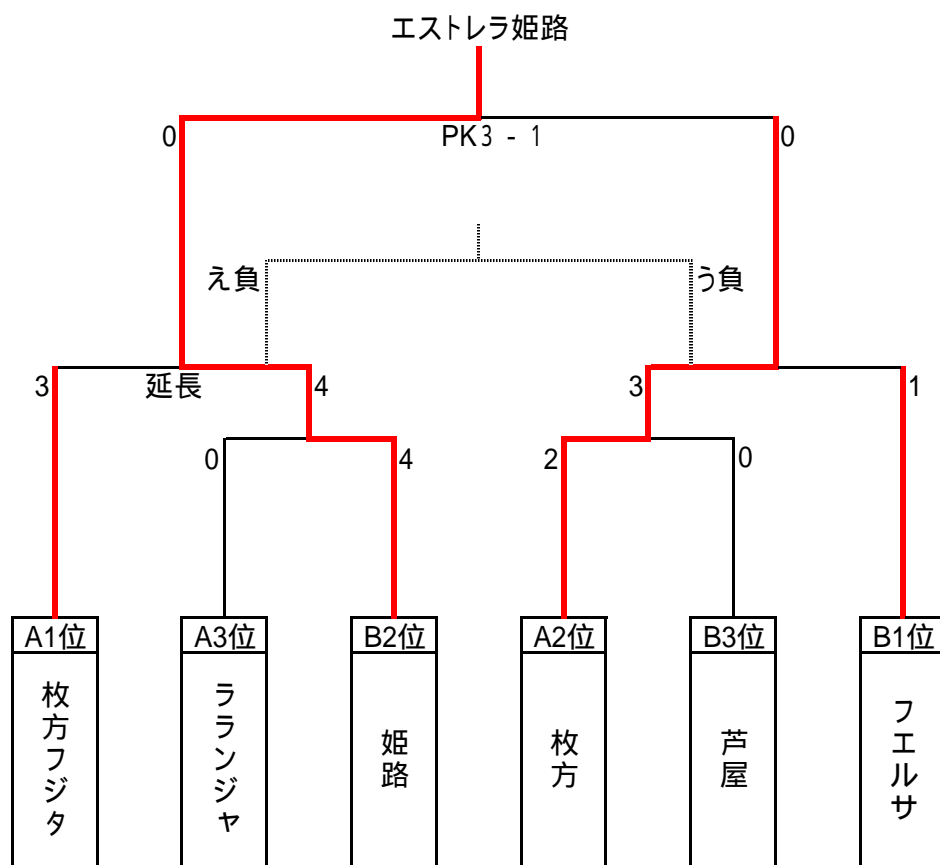 エストレラ姫路
0
PK3 - 1
0
え負
う負
3
延長
4
3
1
0
4
2
0
A1位
A3位
B2位
A2位
B3位
B1位
枚方フジタ
ラランジャ
姫路
枚方
芦屋
フエルサ